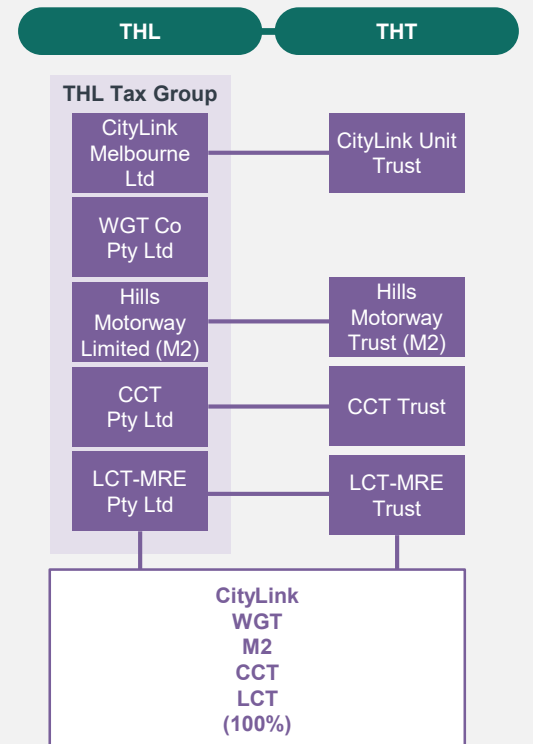 THL
THT
THL Tax Group
CityLink
Melbourne
Ltd
CityLink Unit
Trust
WGT Co
Pty Ltd
Hills
Motorway
Limited (M2)
Hills
Motorway
Trust (M2)
CCT
Pty Ltd
CCT Trust
LCT-MRE
Pty Ltd
LCT-MRE
Trust
CityLink
WGT
M2
CCT
LCT
(100%)